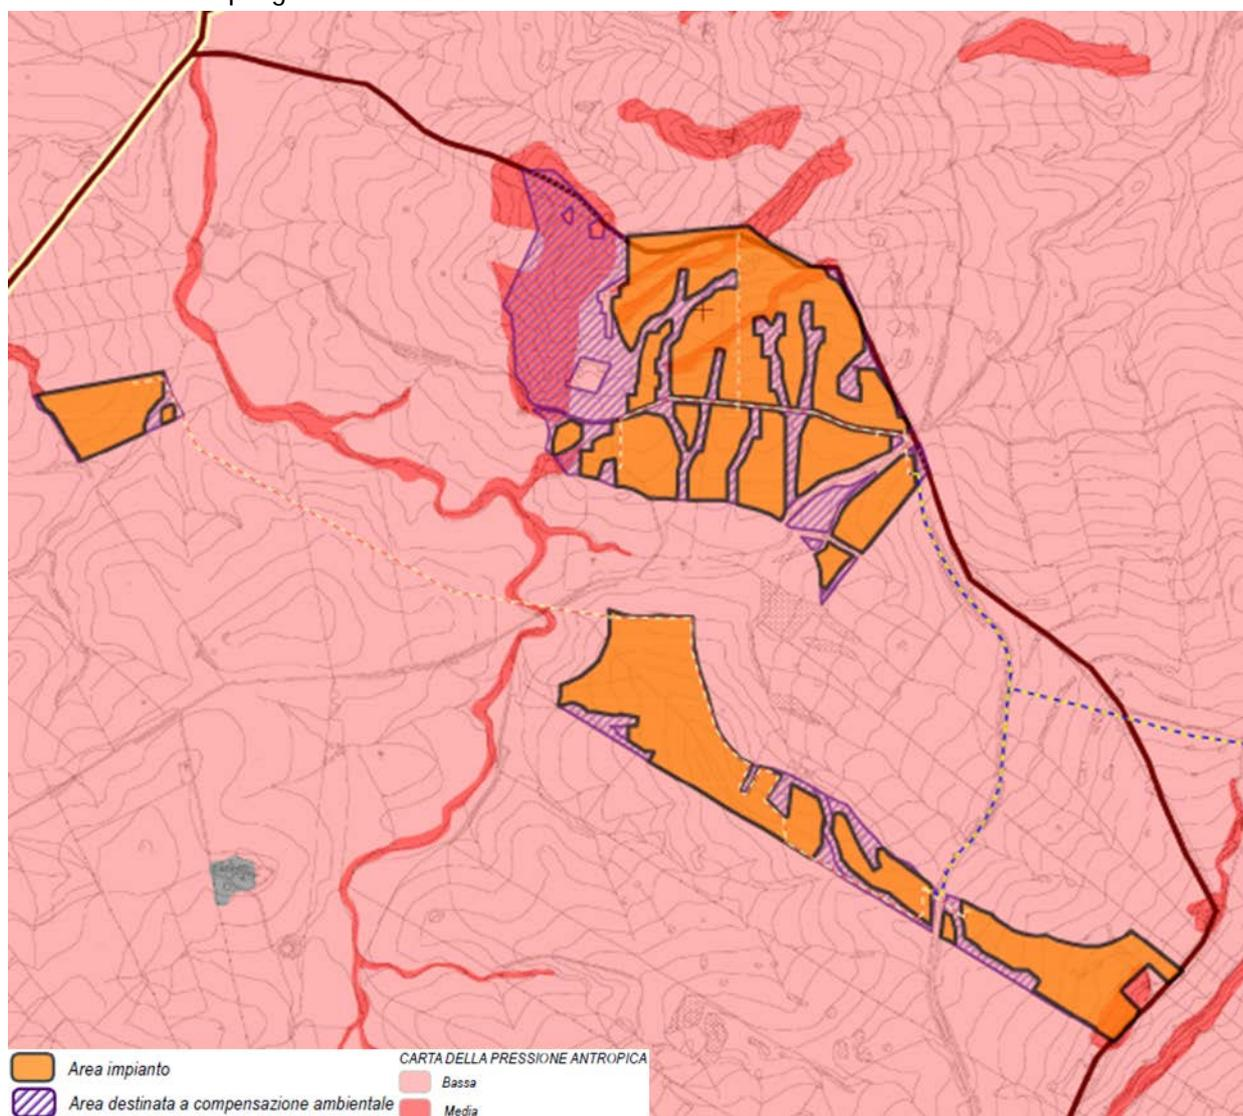 Area impianto
Area destinata a compensazione ambientale
CARTA DELLA PRESSIONE ANTROPICA
Bassa
Media